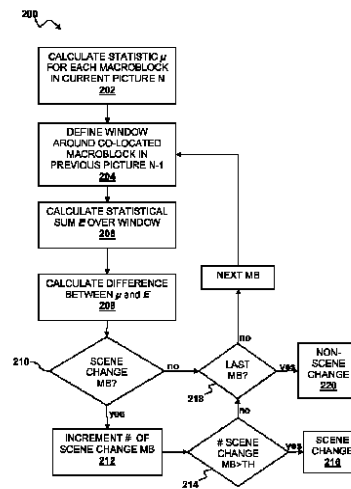 200
CALCULATE STATISTIC μ
FOR EACH MACROBLOCK
IN CURRENT PICTURE N
202
DEFINE WINDOW
AROUND CO-LOCATED
MACROBLOCK IN
PREVIOUS PICTURE N-1
204
CALCULATE STATISTICAL
SUM E OVER WINDOW
206
CALCULATE DIFFERENCE
BETWEEN μ and E
208
NEXT MB
210
SCENE
CHANGE
MB?
no
yes
LAST
MB?
218
no
yes
NON-
SCENE
CHANGE
220
INCREMENT # OF
SCENE CHANGE MB
212
# SCENE
CHANGE
MB>TH
214
no
yes
SCENE
CHANGE
216